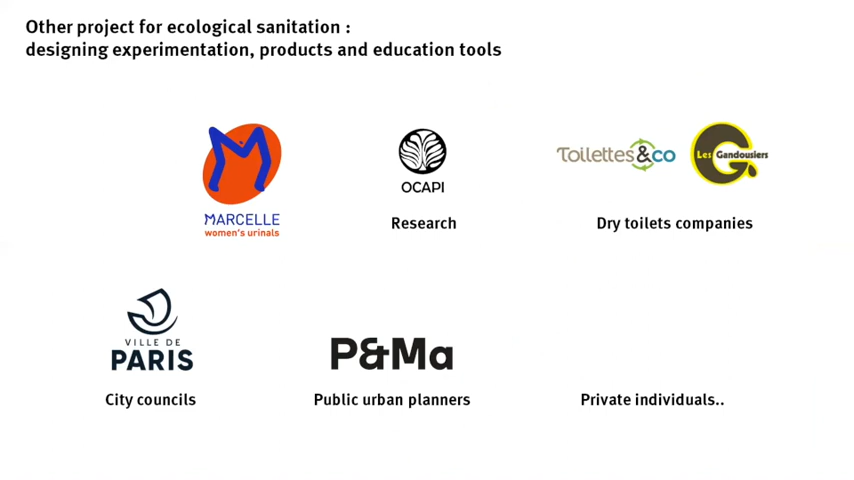 Other project for ecological sanitation :
designing experimentation, products and education tools
MARCELLE
women's urinals
OCAPI
Research
Toilettes&co
Les Gandousiers
Dry toilets companies
VILLE DE
PARIS
City councils
P&Ma
Public urban planners
Private individuals..